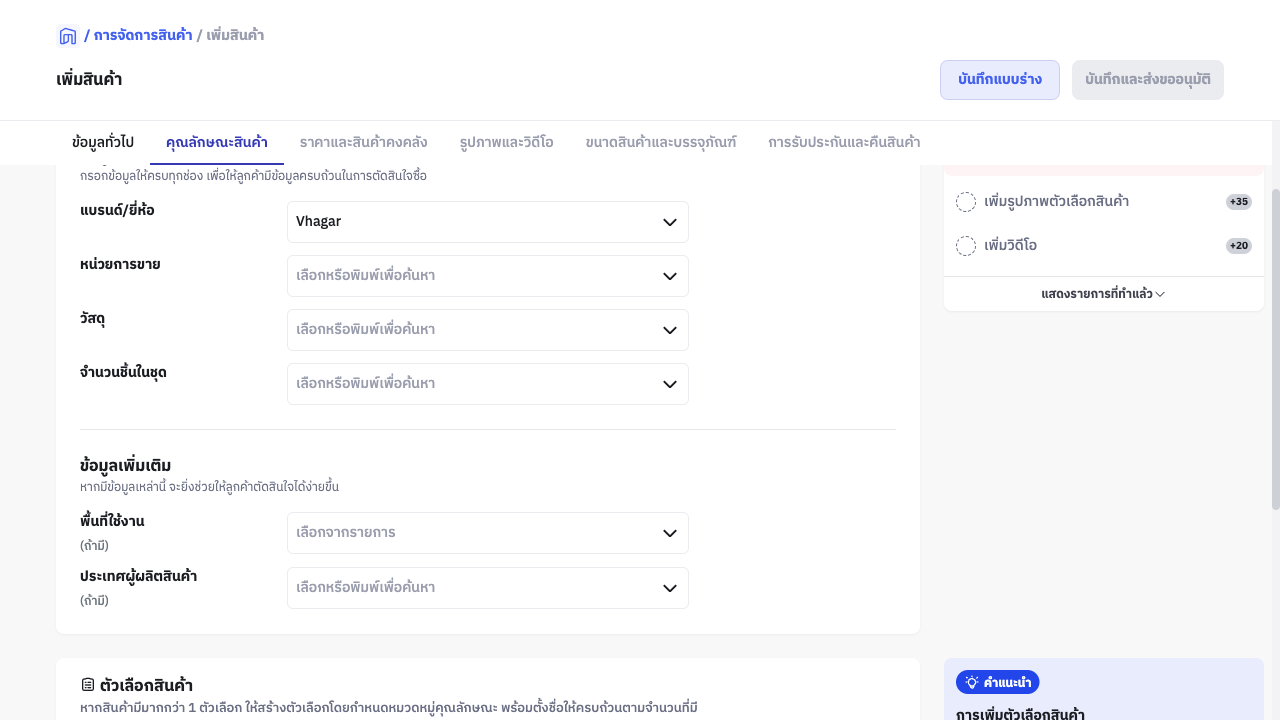 / การจัดการสินค้า / เพิ่มสินค้า
เพิ่มสินค้า
บันทึกแบบร่าง
บันทึกและส่งขออนุมัติ
ข้อมูลทั่วไป
คุณลักษณะสินค้า
ราคาและสินค้าคงคลัง
รูปภาพและวิดีโอ
ขนาดสินค้าและบรรจุภัณฑ์
การรับประกันและคืนสินค้า
กรอกข้อมูลให้ครบทุกช่อง เพื่อให้ลูกค้ามีข้อมูลครบถ้วนในการตัดสินใจซื้อ
แบรนด์/ยี่ห้อ
Vhagar
หน่วยการขาย
เลือกหรือพิมพ์เพื่อค้นหา
วัสดุ
เลือกหรือพิมพ์เพื่อค้นหา
จำนวนชิ้นในชุด
เลือกหรือพิมพ์เพื่อค้นหา
ข้อมูลเพิ่มเติม
หากมีข้อมูลเหล่านี้ จะยิ่งช่วยให้ลูกค้าตัดสินใจได้ง่ายขึ้น
พื้นที่ใช้งาน
(ถ้ามี)
เลือกจากรายการ
ประเทศผู้ผลิตสินค้า
(ถ้ามี)
เลือกหรือพิมพ์เพื่อค้นหา
ตัวเลือกสินค้า
หากสินค้ามีมากกว่า 1 ตัวเลือก ให้สร้างตัวเลือกโดยกำหนดหมวดหมู่คุณลักษณะ พร้อมตั้งชื่อให้ครบถ้วนตามจำนวนที่มี
เพิ่มรูปภาพตัวเลือกสินค้า
+35
เพิ่มวิดีโอ
+20
แสดงรายการที่ทำแล้ว
คำแนะนำ
การเพิ่มตัวเลือกสินค้า